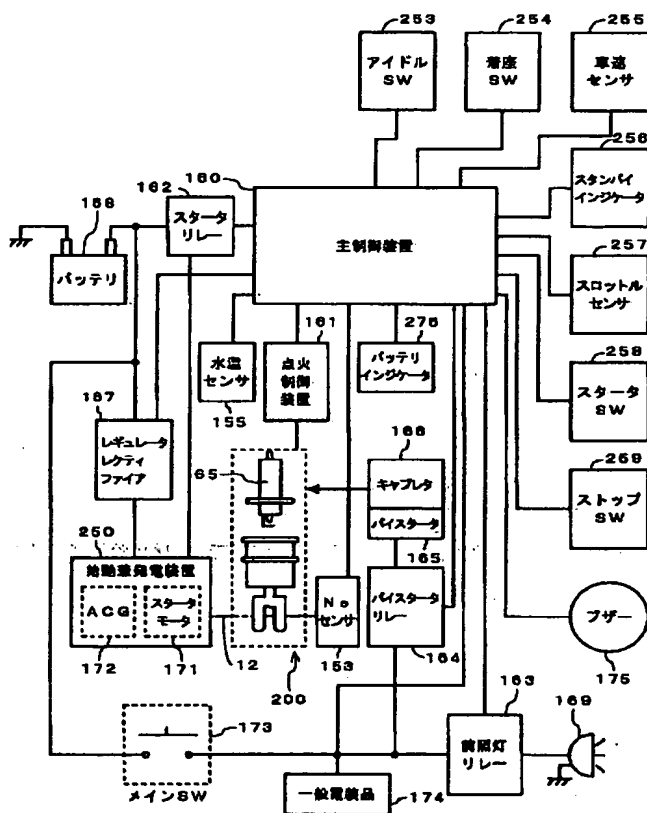 253
254
255
アイドル
SW
着座
SW
車速
センサ
256
162
160
スタンバイ
インジケータ
168
スタータ
リレー
主制御装置
バッテリ
257
スロットル
センサ
161
276
水温
センサ
点火
制御
装置
バッテリ
インジケータ
258
155
スタータ
SW
167
166
レギュレータ
レクティ
ファイア
65
キャブレタ
259
バイスタータ
ストップ
SW
165
250
始動兼発電装置
ACG
スタータ
モータ
Ne
センサ
バイスタータ
リレー
ブザー
172
171
12
153
164
175
200
163
169
173
前照灯
リレー
メインSW
一般電装品
174